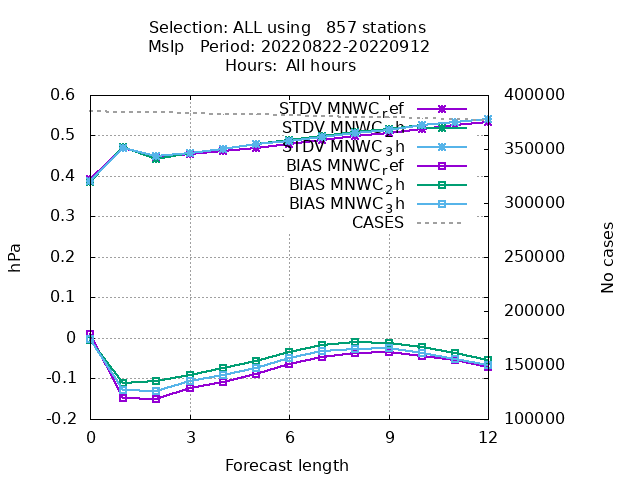 Selection: ALL using   857 stations
Mslp   Period: 20220822-20220912
Hours:  All hours
0.6
0.5
0.4
0.3
0.2
0.1
0
-0.1
-0.2
hPa
400000
350000
300000
250000
200000
150000
100000
No cases
STDV MNWC_ref
STDV MNWC_2h
STDV MNWC_3h
BIAS MNWC_ref
BIAS MNWC_2h
BIAS MNWC_3h
CASES
0 3 6 9 12
Forecast length